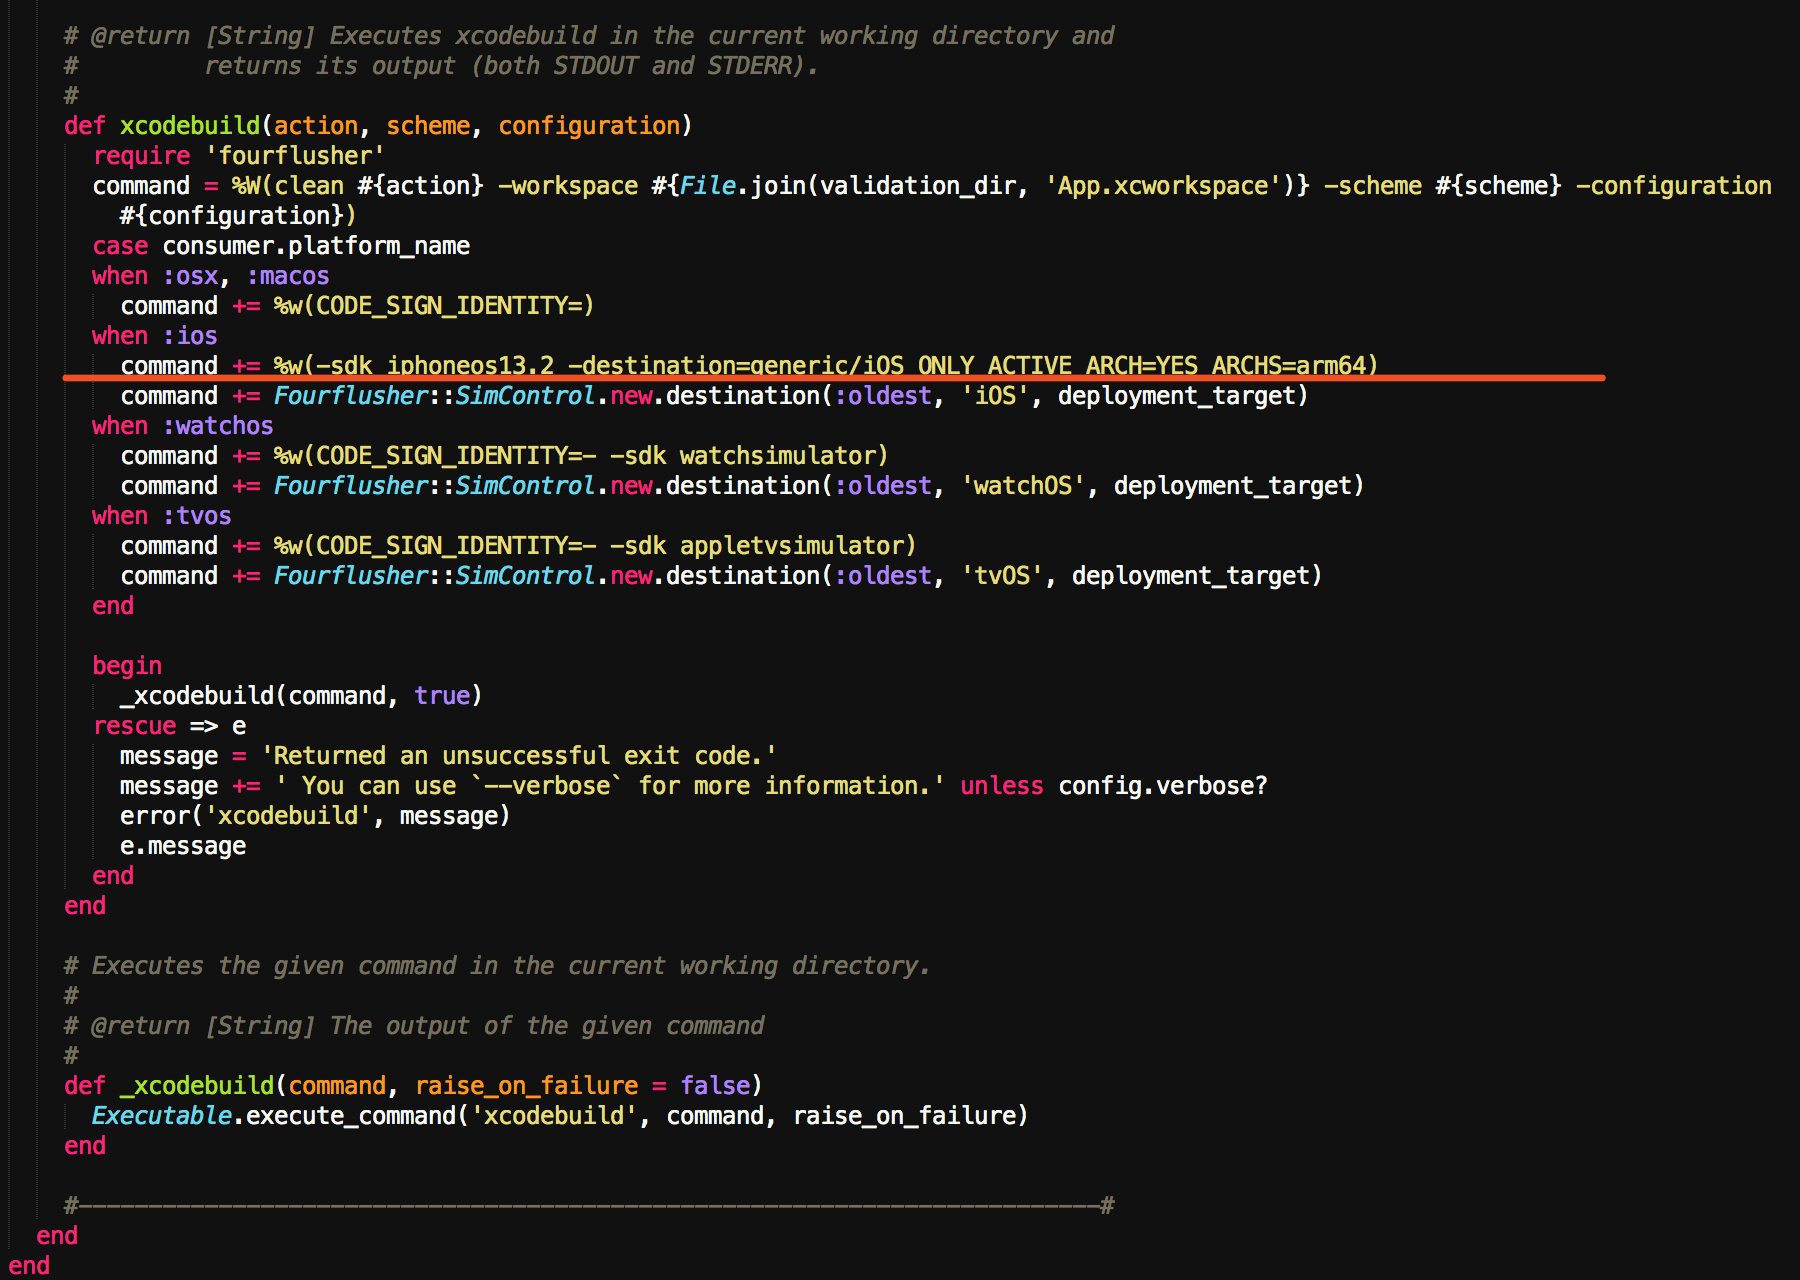 # @return [String] Executes xcodebuild in the current working directory and
#         returns its output (both STDOUT and STDERR).
#
def xcodebuild(action, scheme, configuration)
  require 'fourflusher'
  command = %W(clean #{action} -workspace #{File.join(validation_dir, 'App.xcworkspace')} -scheme #{scheme} -configuration
    #{configuration})
  case consumer.platform_name
  when :osx, :macos
    command += %w(CODE_SIGN_IDENTITY=)
  when :ios
    command += %w(-sdk iphoneos13.2 -destination=generic/iOS ONLY_ACTIVE_ARCH=YES ARCHS=arm64)
    command += Fourflusher::SimControl.new.destination(:oldest, 'iOS', deployment_target)
  when :watchos
    command += %w(CODE_SIGN_IDENTITY=- -sdk watchsimulator)
    command += Fourflusher::SimControl.new.destination(:oldest, 'watchOS', deployment_target)
  when :tvos
    command += %w(CODE_SIGN_IDENTITY=- -sdk appletvsimulator)
    command += Fourflusher::SimControl.new.destination(:oldest, 'tvOS', deployment_target)
  end

  begin
    _xcodebuild(command, true)
  rescue => e
    message = 'Returned an unsuccessful exit code.'
    message += ' You can use `--verbose` for more information.' unless config.verbose?
    error('xcodebuild', message)
    e.message
  end
end

# Executes the given command in the current working directory.
#
# @return [String] The output of the given command
#
def _xcodebuild(command, raise_on_failure = false)
  Executable.execute_command('xcodebuild', command, raise_on_failure)
end

#-------------------------------------------------------------------------#
end
end